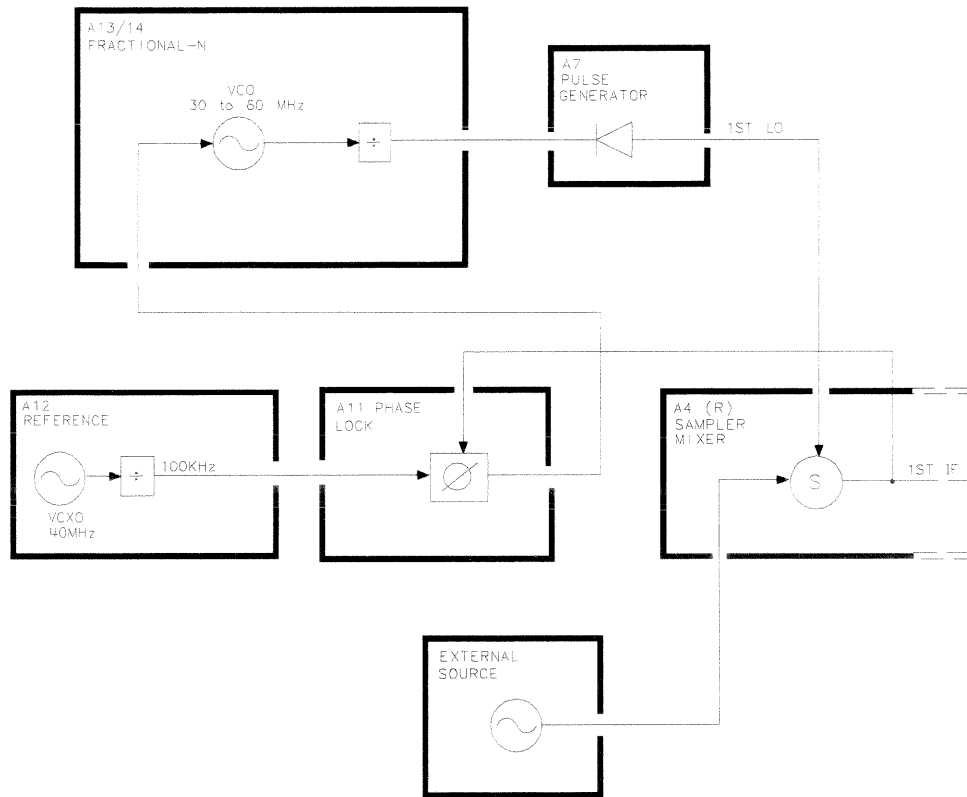 A13/14
FRACTIONAL-N
VCO
30 to 60 MHz
÷
A7
PULSE
GENERATOR
1ST LO
A12
REFERENCE
÷
100KHz
VCXO
40MHz
A11 PHASE
LOCK
A4 (R)
SAMPLER
MIXER
S
1ST IF
EXTERNAL
SOURCE